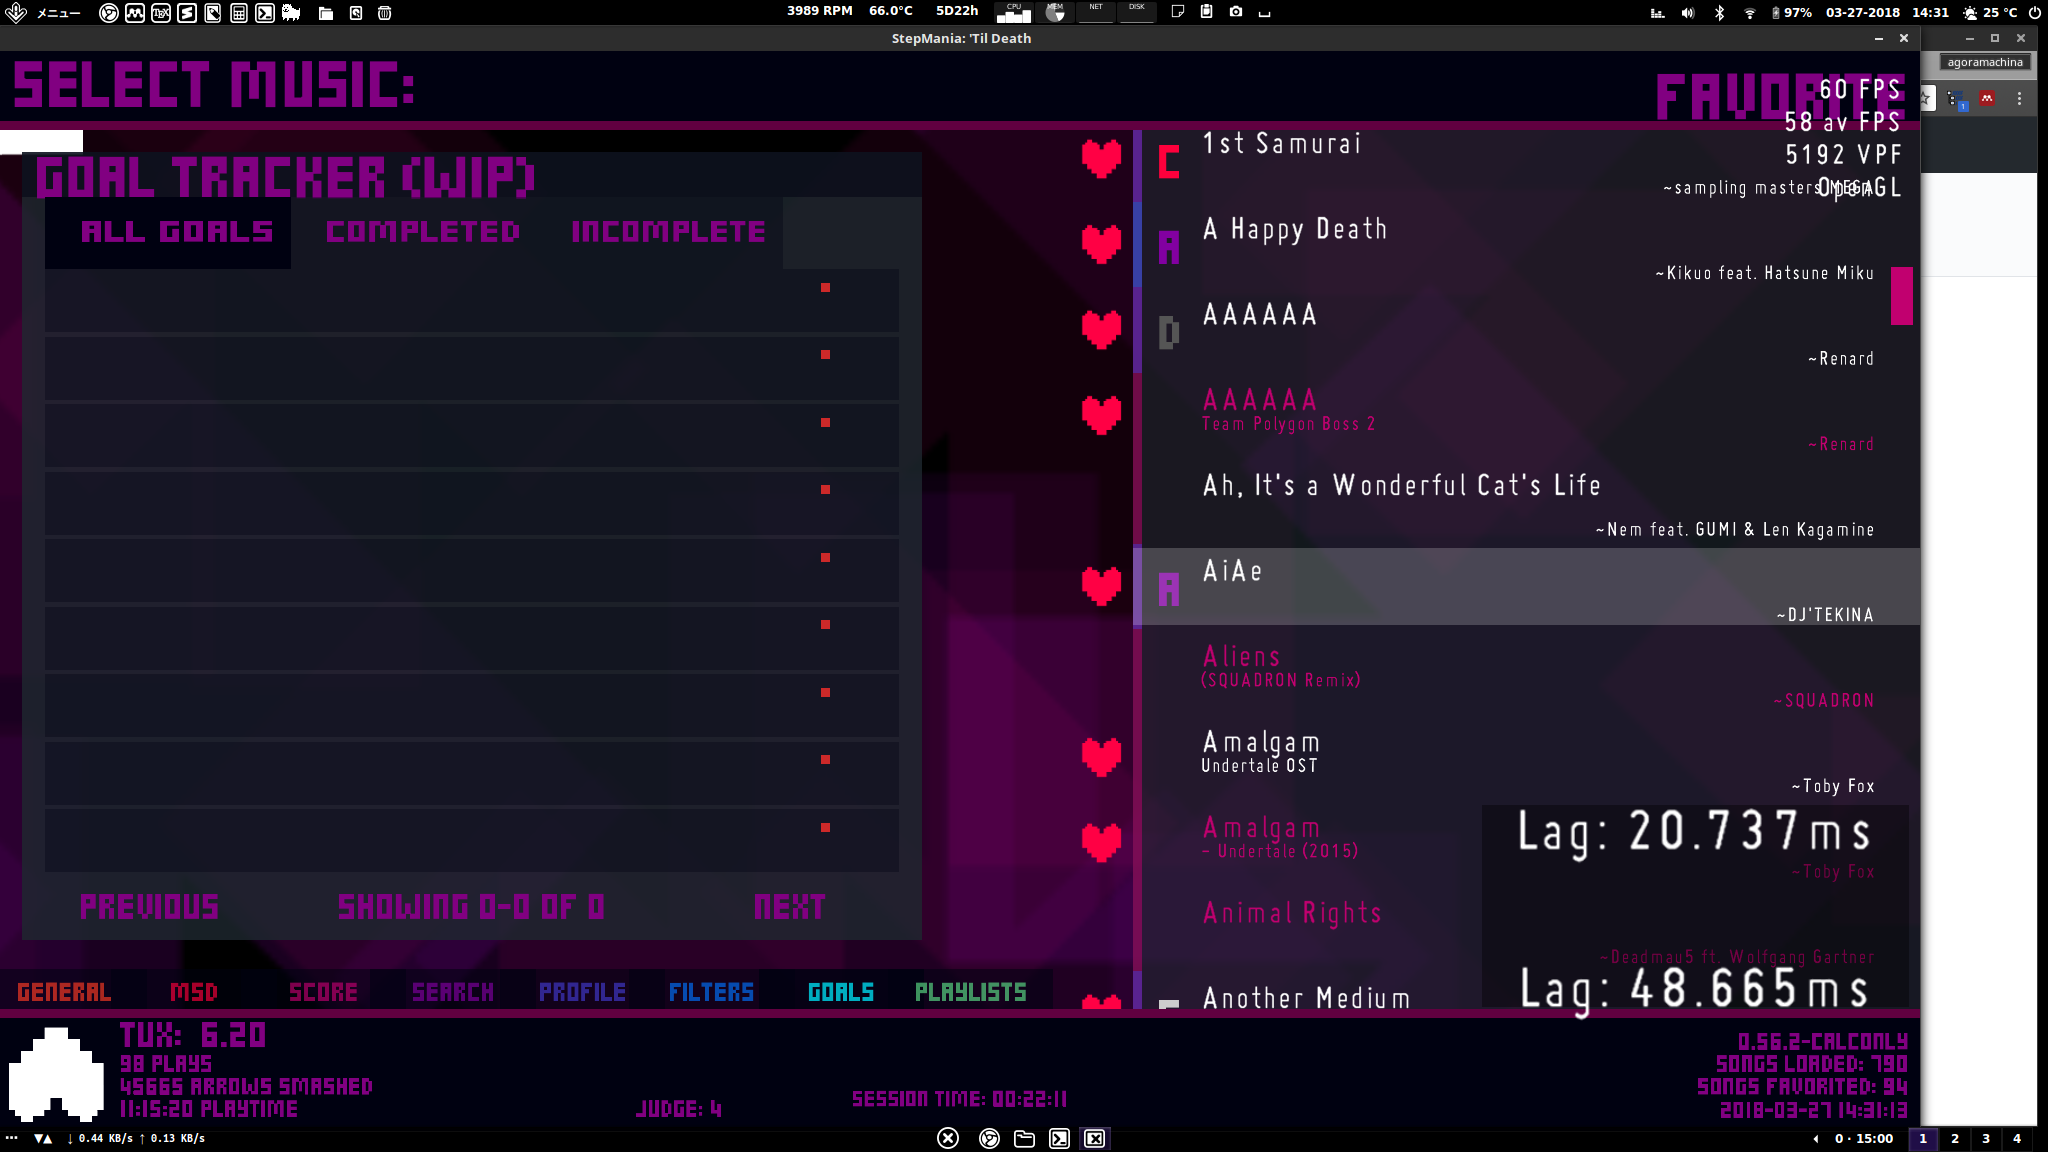 メニュー
3989 RPM 66.0°C 5D22h CPU MEM NET DISK
97% 03-27-2018 14:31 25 °C
StepMania: 'Til Death
agoramachina
SELECT MUSIC:
FAVORITE
60 FPS
58 av FPS
5192 VPF
OpenGL
GOAL TRACKER (WIP)
ALL GOALS COMPLETED INCOMPLETE
C 1st Samurai
~sampling masters MEGA
A A Happy Death
~Kikuo feat. Hatsune Miku
D AAAAAA
~Renard
AAAAAA
Team Polygon Boss 2
~Renard
Ah, It's a Wonderful Cat's Life
~Nem feat. GUMI & Len Kagamine
A AiAe
~DJ'TEKINA
Aliens
(SQUADRON Remix)
~SQUADRON
Amalgam
Undertale OST
~Toby Fox
Amalgam
~ Undertale (2015)
~Toby Fox
Animal Rights
~Deadmau5 ft. Wolfgang Gartner
Another Medium
Lag: 20.737ms
Lag: 48.665ms
PREVIOUS SHOWING 0-0 OF 0 NEXT
GENERAL MSD SCORE SEARCH PROFILE FILTERS GOALS PLAYLISTS
TUX: 6.20
98 PLAYS
45665 ARROWS SMASHED
11:15:20 PLAYTIME
JUDGE: 4
SESSION TIME: 00:22:11
0.56.2-CALCONLY
SONGS LOADED: 790
SONGS FAVORITED: 94
2018-03-27 14:31:13
↓ 0.44 KB/s ↑ 0.13 KB/s
0 · 15:00 1 2 3 4